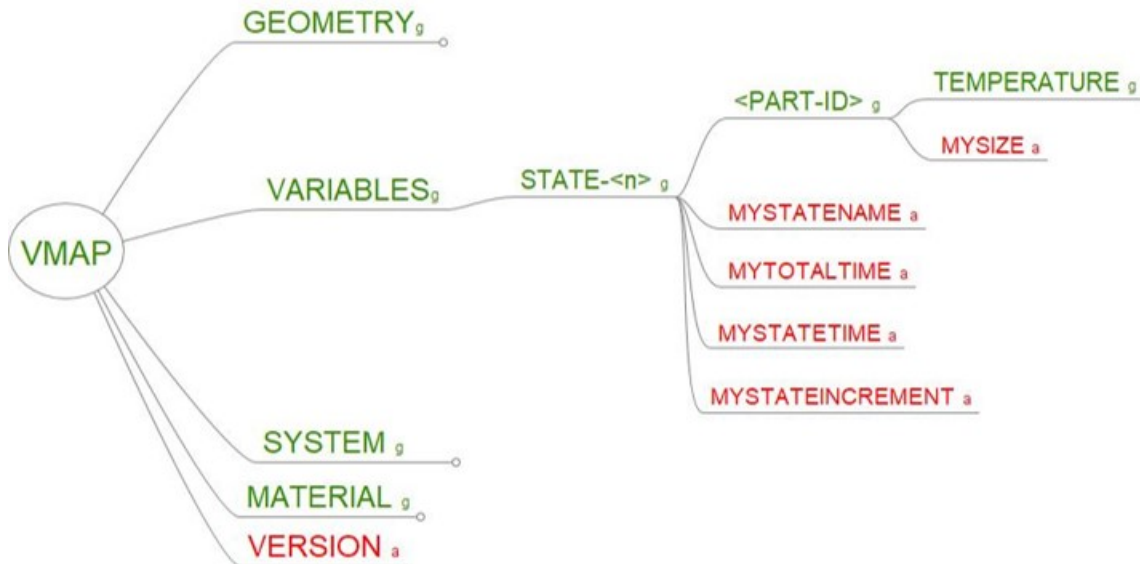 GEOMETRY g
TEMPERATURE g
<PART-ID> g
MYSIZE a
STATE-<n> g
VARIABLES g
MYSTATENAME a
VMAP
MYTOTALTIME a
MYSTATETIME a
MYSTATEINCREMENT a
SYSTEM g
MATERIAL g
VERSION a